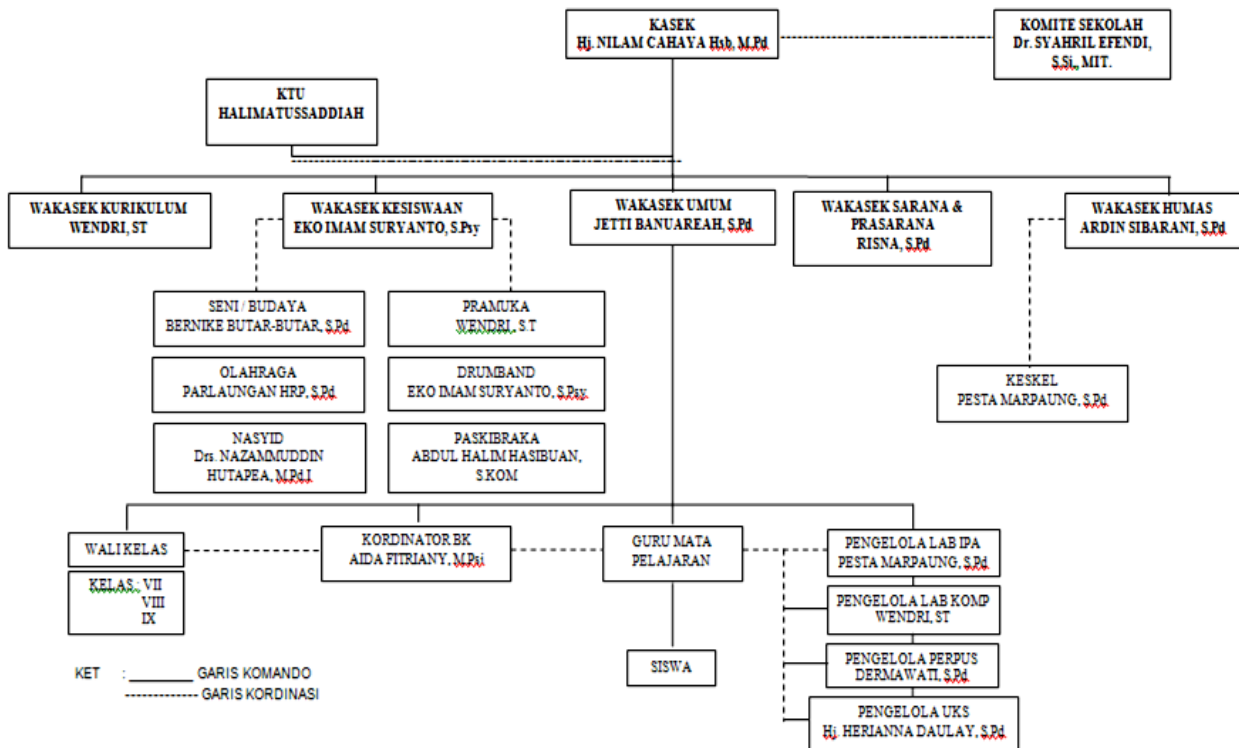 KASEK
Hj. NILAM CAHAYA Hsb, M.Pd
KOMITE SEKOLAH
Dr. SYAHRIL EFENDI,
S.Si., MIT.
KTU
HALIMATUSSADDIAH
WAKASEK KURIKULUM
WENDRI, ST
WAKASEK KESISWAAN
EKO IMAM SURYANTO, S.Psy
WAKASEK UMUM
JETTI BANUAREAH, S.Pd
WAKASEK SARANA &
PRASARANA
RISNA, S.Pd
WAKASEK HUMAS
ARDIN SIBARANI, S.Pd
SENI / BUDAYA
BERNIKE BUTAR-BUTAR, S.Pd
PRAMUKA
WENDRI, S.T
OLAHRAGA
PARLAUNGAN HRP, S.Pd
DRUMBAND
EKO IMAM SURYANTO, S.Psy
KESKEL
PESTA MARPAUNG, S.Pd
NASYID
Drs. NAZAMMUDDIN
HUTAPEA, M.Pd.I
PASKIBRAKA
ABDUL HALIM HASIBUAN,
S.KOM
WALI KELAS
KELAS : VII
VIII
IX
KORDINATOR BK
AIDA FITRIANY, M.Psi
GURU MATA
PELAJARAN
PENGELOLA LAB IPA
PESTA MARPAUNG, S.Pd
PENGELOLA LAB KOMP
WENDRI, ST
SISWA
PENGELOLA PERPUS
DERMAWATI, S.Pd
PENGELOLA UKS
Hj. HERIANNA DAULAY, S.Pd
KET : ________ GARIS KOMANDO
------------- GARIS KORDINASI